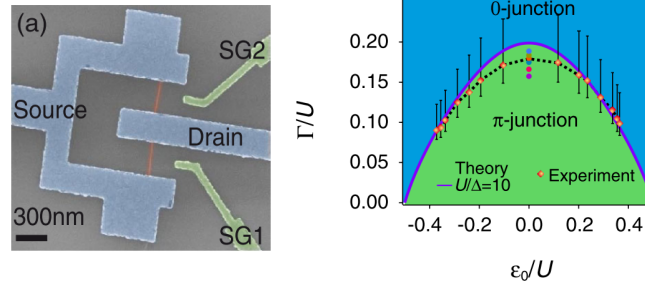 (a)
SG2
Source
Drain
300nm
SG1
0-junction
π-junction
Theory
U/Δ=10
Experiment
Γ/U
0.20
0.15
0.10
0.05
0.00
-0.4 -0.2 0.0 0.2 0.4
ε₀/U